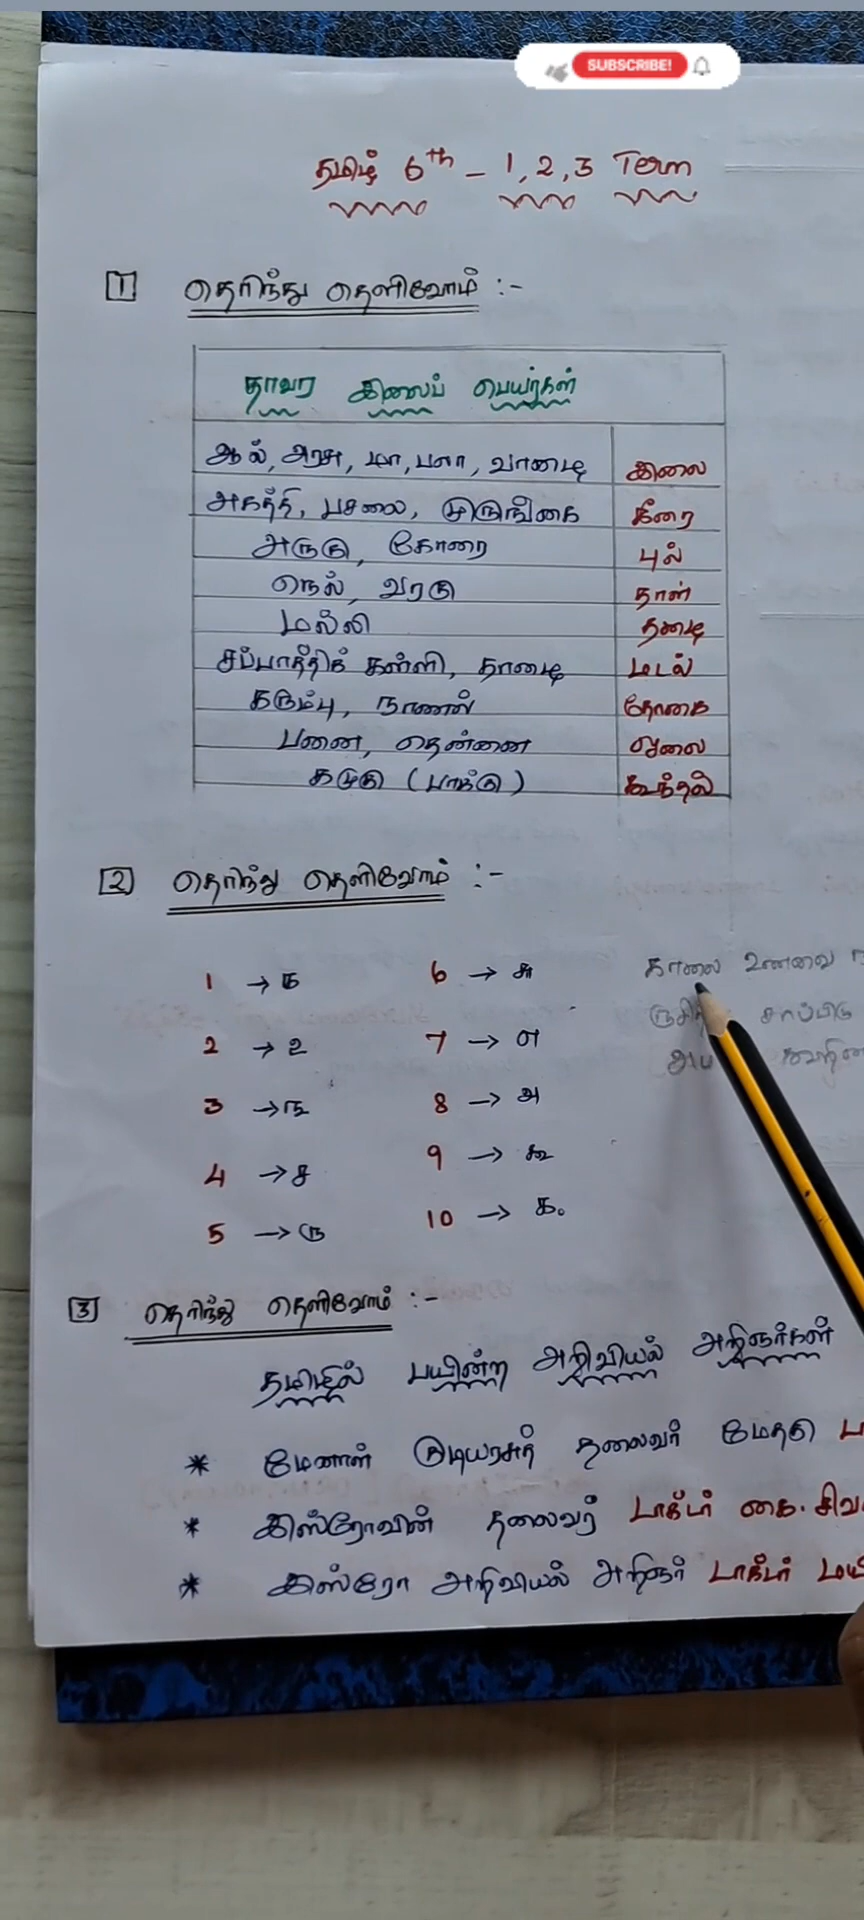 SUBSCRIBE!
தமிழ் 6th - 1, 2, 3 Term
1 தெரிந்து தெளிவோம் :-
தாவர இலைப் பெயர்கள்
ஆல், அரசு, மா, பலா, வாழை இலை
அகத்தி, பசலை, முருங்கை கீரை
அருகு, கோரை புல்
நெல், வரகு தாள்
மல்லி தழை
சப்பாத்திக் கள்ளி, தாழை மடல்
கரும்பு, நாணல் தோகை
பனை, தென்னை ஓலை
கமுகு (பாக்கு) கூந்தல்
2 தெரிந்து தெளிவோம் :-
1 → க 6 → சு காலை உணவை
2 → உ 7 → எ சாப்பிடு
3 → ங 8 → அ
4 → ச 9 → கூ
5 → ரு 10 → க௦
3 தெரிந்து தெளிவோம் :-
தமிழில் பயின்ற அறிவியல் அறிஞர்கள்
* மேனாள் குடியரசுத் தலைவர் மேதகு
* இஸ்ரோவின் தலைவர் டாக்டர் கை. சிவ
* இஸ்ரோ அறிவியல் அறிஞர் டாக்டர் மயி